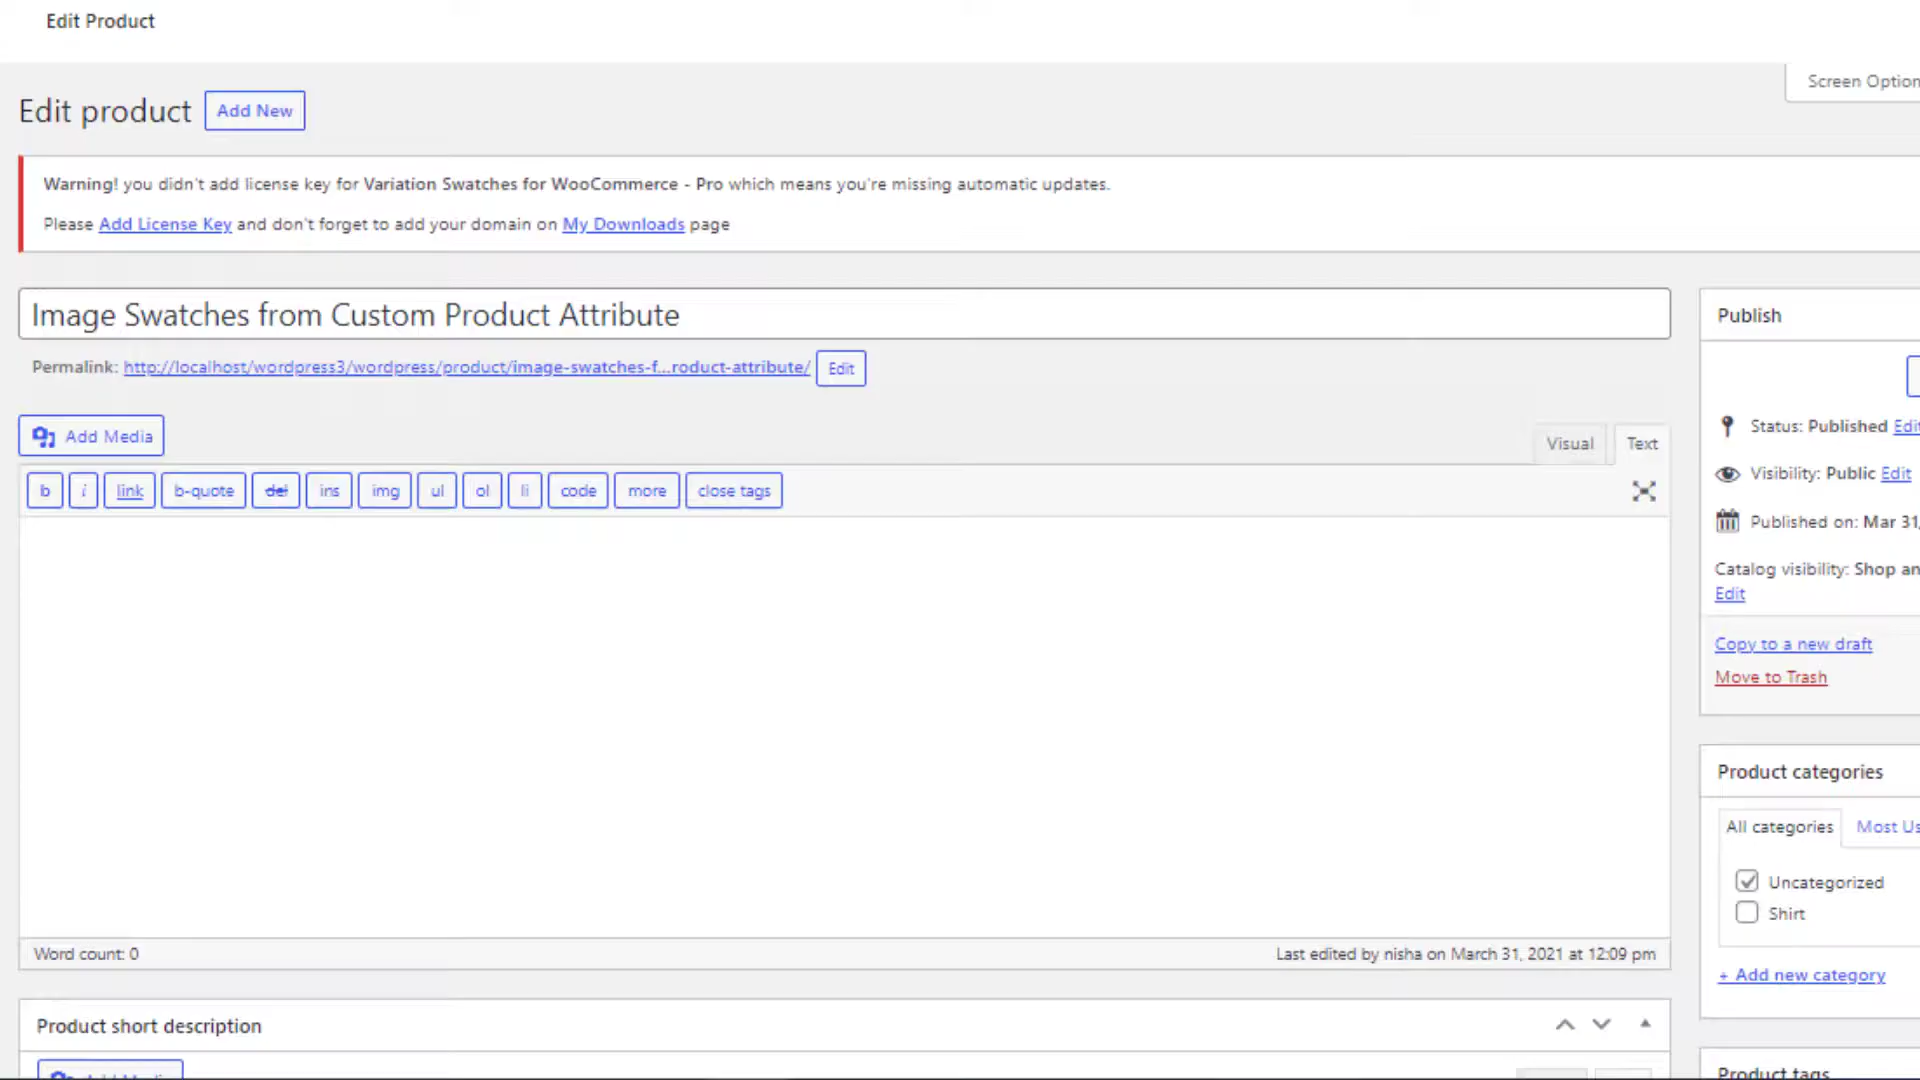 Edit Product
Screen Option
Edit product
Add New
Warning! you didn't add license key for Variation Swatches for WooCommerce - Pro which means you're missing automatic updates.
Please Add License Key and don't forget to add your domain on My Downloads page
Image Swatches from Custom Product Attribute
Permalink: http://localhost/wordpress3/wordpress/product/image-swatches-f...roduct-attribute/ Edit
Add Media
Visual Text
b i link b-quote del ins img ul ol li code more close tags
Word count: 0
Last edited by nisha on March 31, 2021 at 12:09 pm
Product short description
Publish
Status: Published Edit
Visibility: Public Edit
Published on: Mar 31,
Catalog visibility: Shop an
Edit
Copy to a new draft
Move to Trash
Product categories
All categories Most Us
Uncategorized
Shirt
+ Add new category
Product tags